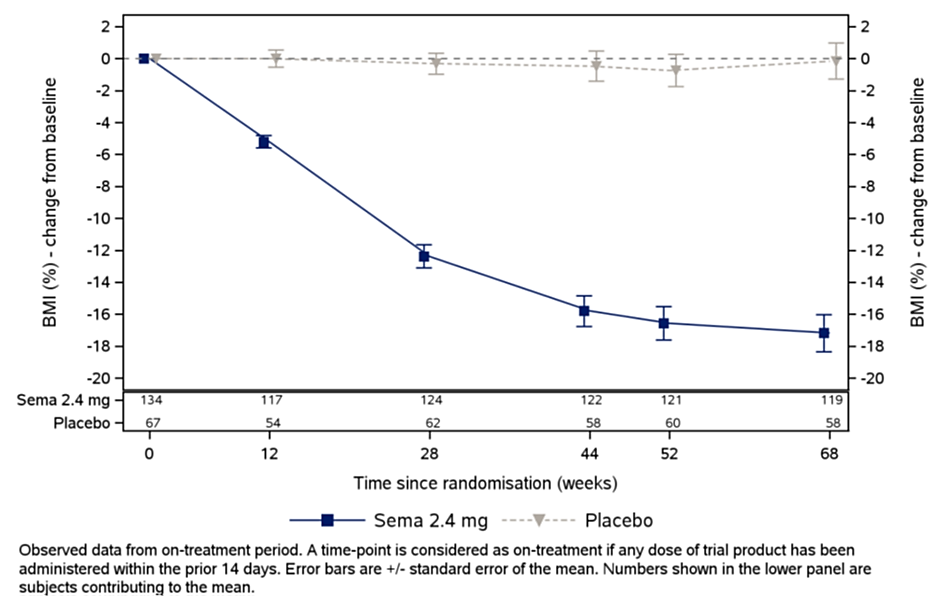 2 2
0 0
-2 -2
-4 -4
-6 -6
-8 -8
-10 -10
-12 -12
-14 -14
-16 -16
-18 -18
-20 -20
BMI (%) - change from baseline
BMI (%) - change from baseline
Sema 2.4 mg 134 117 124 122 121 119
Placebo 67 54 62 58 60 58
0 12 28 44 52 68
Time since randomisation (weeks)
Sema 2.4 mg Placebo
Observed data from on-treatment period. A time-point is considered as on-treatment if any dose of trial product has been
administered within the prior 14 days. Error bars are +/- standard error of the mean. Numbers shown in the lower panel are
subjects contributing to the mean.